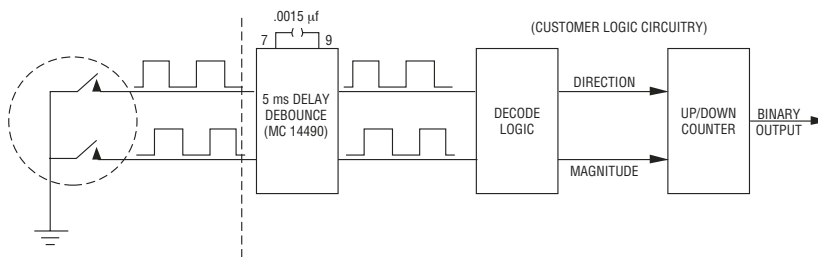 .0015 µf
7 9
(CUSTOMER LOGIC CIRCUITRY)
5 ms DELAY
DEBOUNCE
(MC 14490)
DECODE
LOGIC
DIRECTION
MAGNITUDE
UP/DOWN
COUNTER
BINARY
OUTPUT